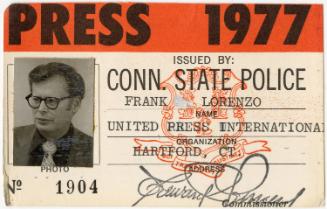 PRESS 1977
ISSUED BY:
CONN. STATE POLICE
FRANK LORENZO
NAME
UNITED PRESS INTERNATIONAL
ORGANIZATION
HARTFORD, CT.
PHOTO
Nº 1904
Commissioner